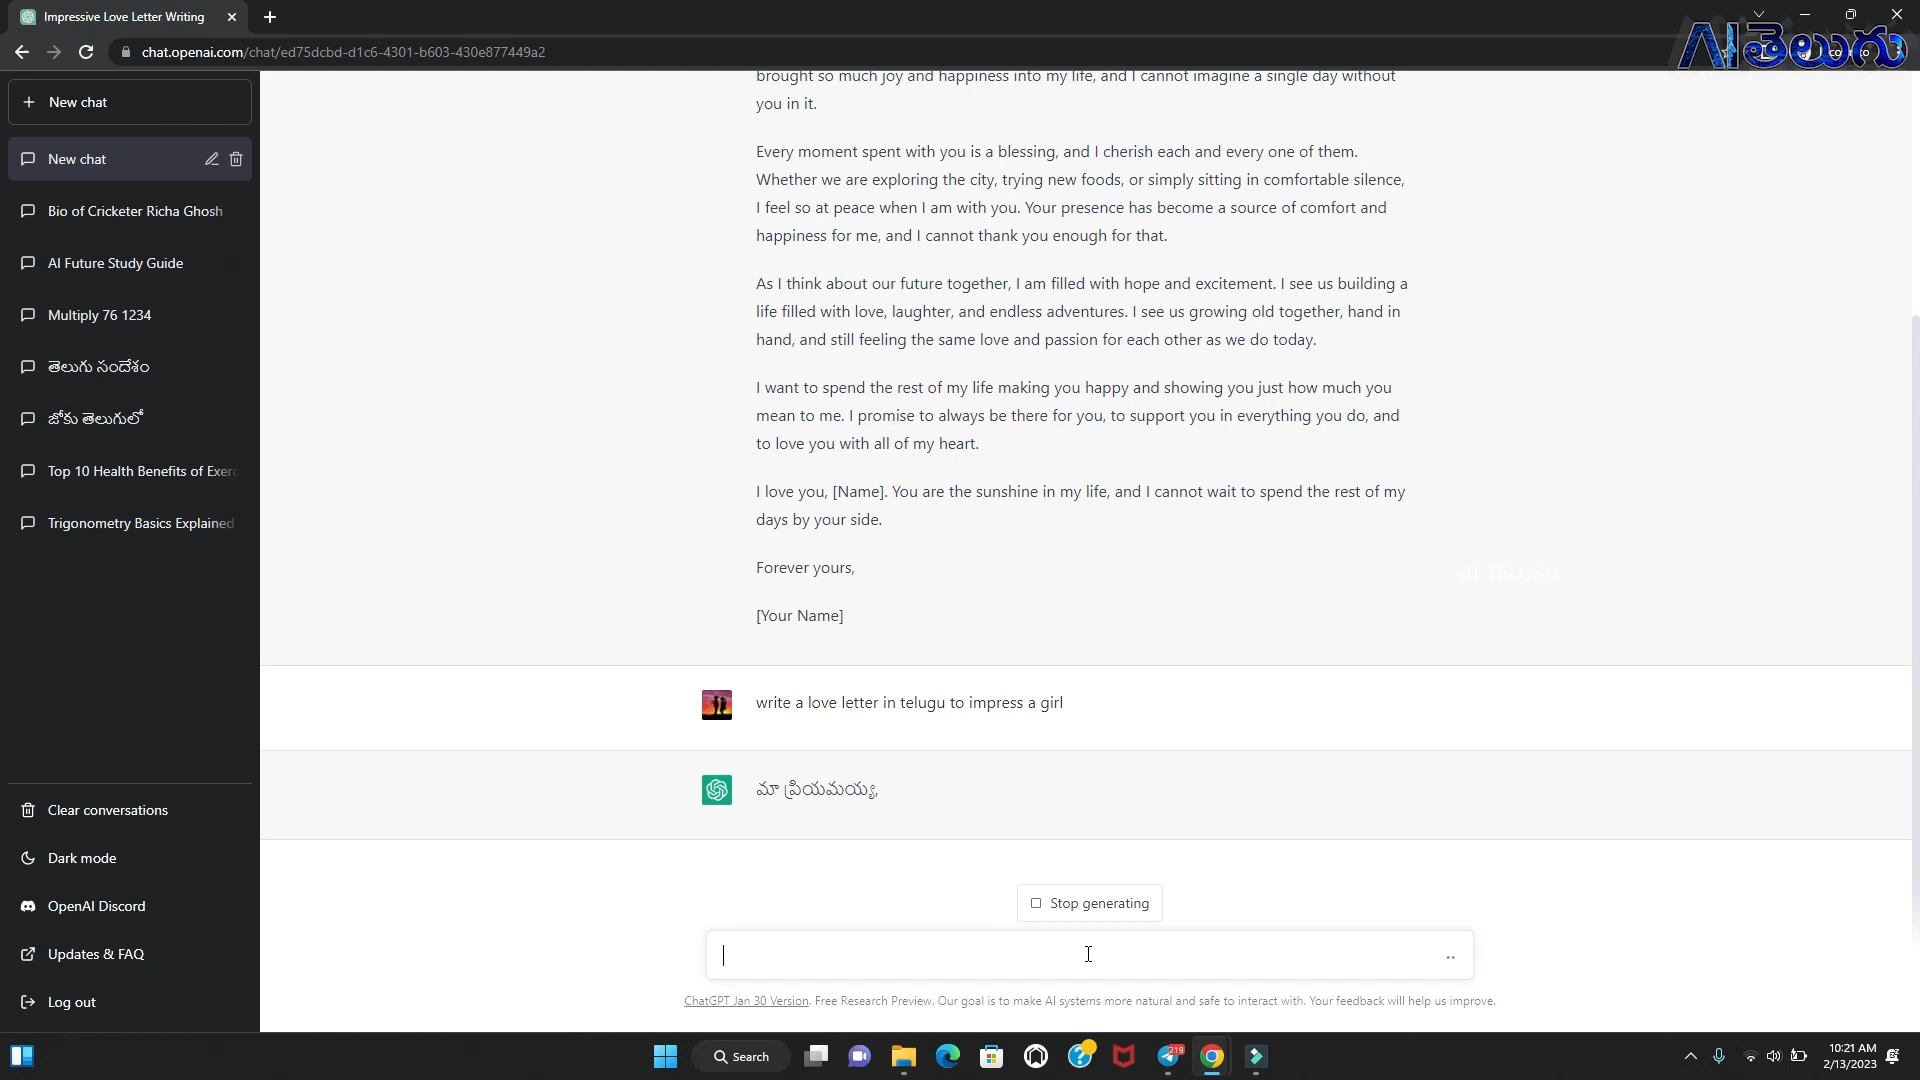 Impressive Love Letter Writing
chat.openai.com/chat/ed75dcbd-d1c6-4301-b603-430e877449a2
AIతెలుగు
New chat
New chat
Bio of Cricketer Richa Ghosh
AI Future Study Guide
Multiply 76 1234
తెలుగు సందేశం
జోకు తెలుగులో
Top 10 Health Benefits of Exerc
Trigonometry Basics Explained
Clear conversations
Dark mode
OpenAI Discord
Updates & FAQ
Log out
brought so much joy and happiness into my life, and I cannot imagine a single day without
you in it.
Every moment spent with you is a blessing, and I cherish each and every one of them.
Whether we are exploring the city, trying new foods, or simply sitting in comfortable silence,
I feel so at peace when I am with you. Your presence has become a source of comfort and
happiness for me, and I cannot thank you enough for that.
As I think about our future together, I am filled with hope and excitement. I see us building a
life filled with love, laughter, and endless adventures. I see us growing old together, hand in
hand, and still feeling the same love and passion for each other as we do today.
I want to spend the rest of my life making you happy and showing you just how much you
mean to me. I promise to always be there for you, to support you in everything you do, and
to love you with all of my heart.
I love you, [Name]. You are the sunshine in my life, and I cannot wait to spend the rest of my
days by your side.
Forever yours,
AI TELUGU
[Your Name]
write a love letter in telugu to impress a girl
మా ప్రియమయ్య,
Stop generating
ChatGPT Jan 30 Version. Free Research Preview. Our goal is to make AI systems more natural and safe to interact with. Your feedback will help us improve.
Search
219
10:21 AM
2/13/2023